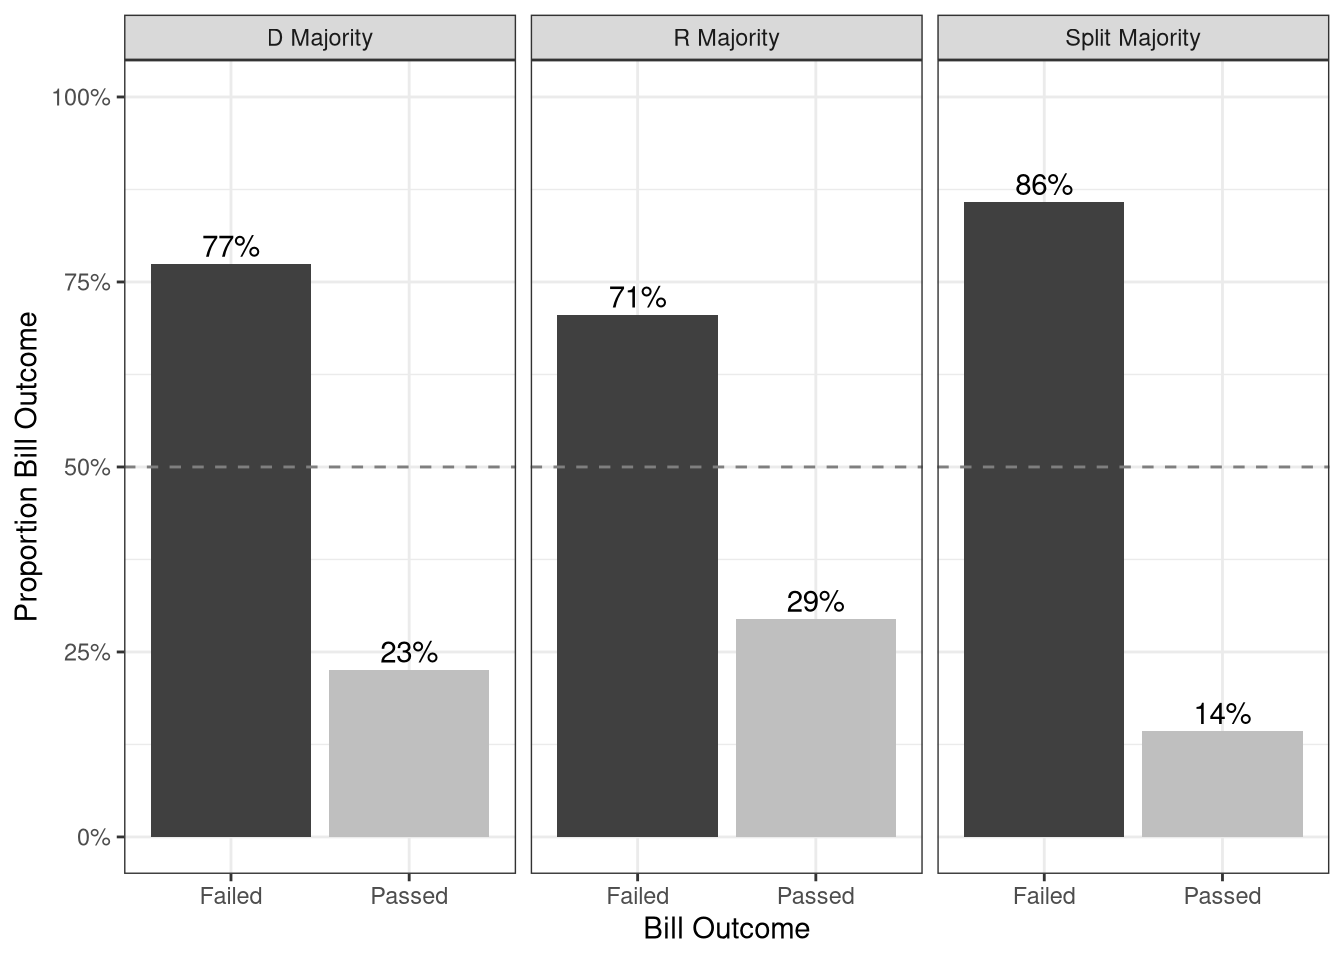 D Majority
R Majority
Split Majority
100%
75%
50%
25%
0%
Proportion Bill Outcome
77%
23%
71%
29%
86%
14%
Failed
Passed
Failed
Passed
Failed
Passed
Bill Outcome